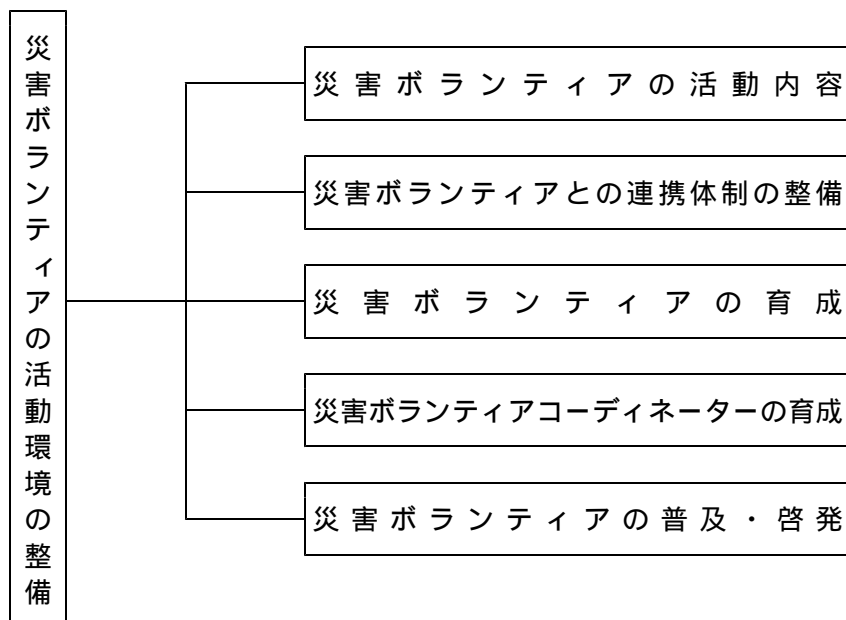 災害ボランティアの活動環境の整備
災害ボランティアの活動内容
災害ボランティアとの連携体制の整備
災害ボランティアの育成
災害ボランティアコーディネーターの育成
災害ボランティアの普及・啓発